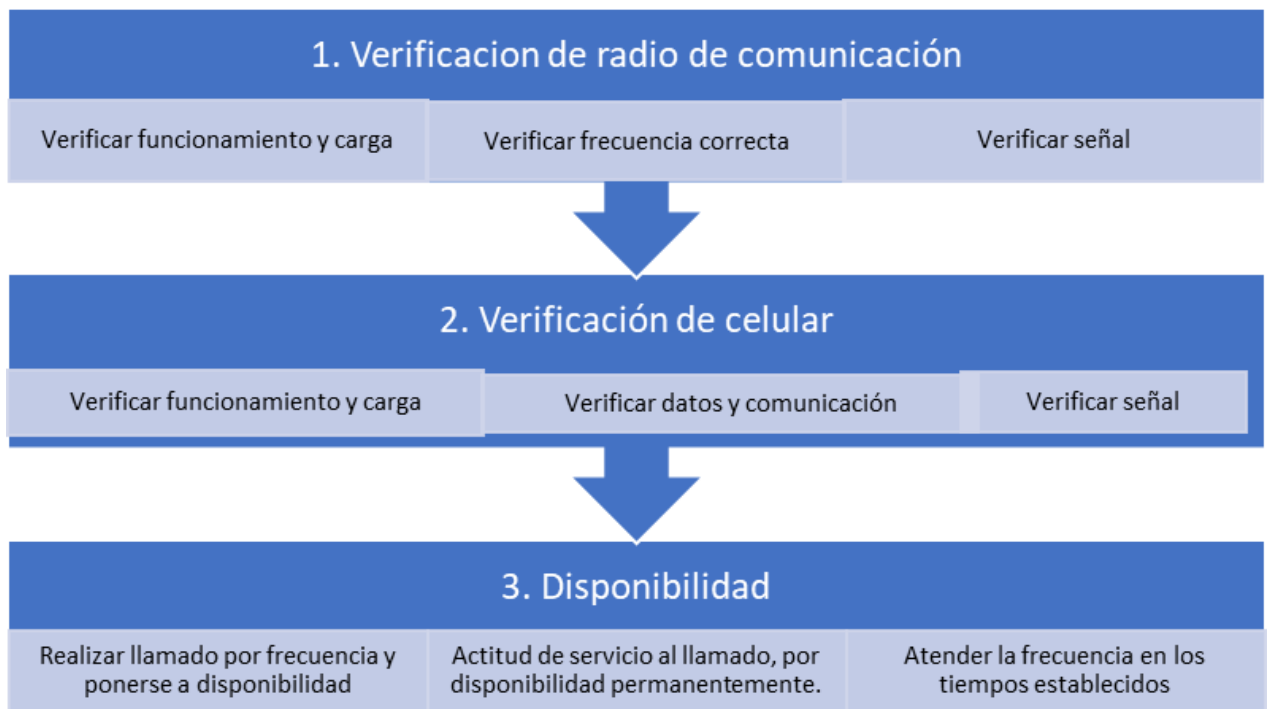 1. Verificacion de radio de comunicación
Verificar funcionamiento y carga
Verificar frecuencia correcta
Verificar señal
2. Verificación de celular
Verificar funcionamiento y carga
Verificar datos y comunicación
Verificar señal
3. Disponibilidad
Realizar llamado por frecuencia y
ponerse a disponibilidad
Actitud de servicio al llamado, por
disponibilidad permanentemente.
Atender la frecuencia en los
tiempos establecidos